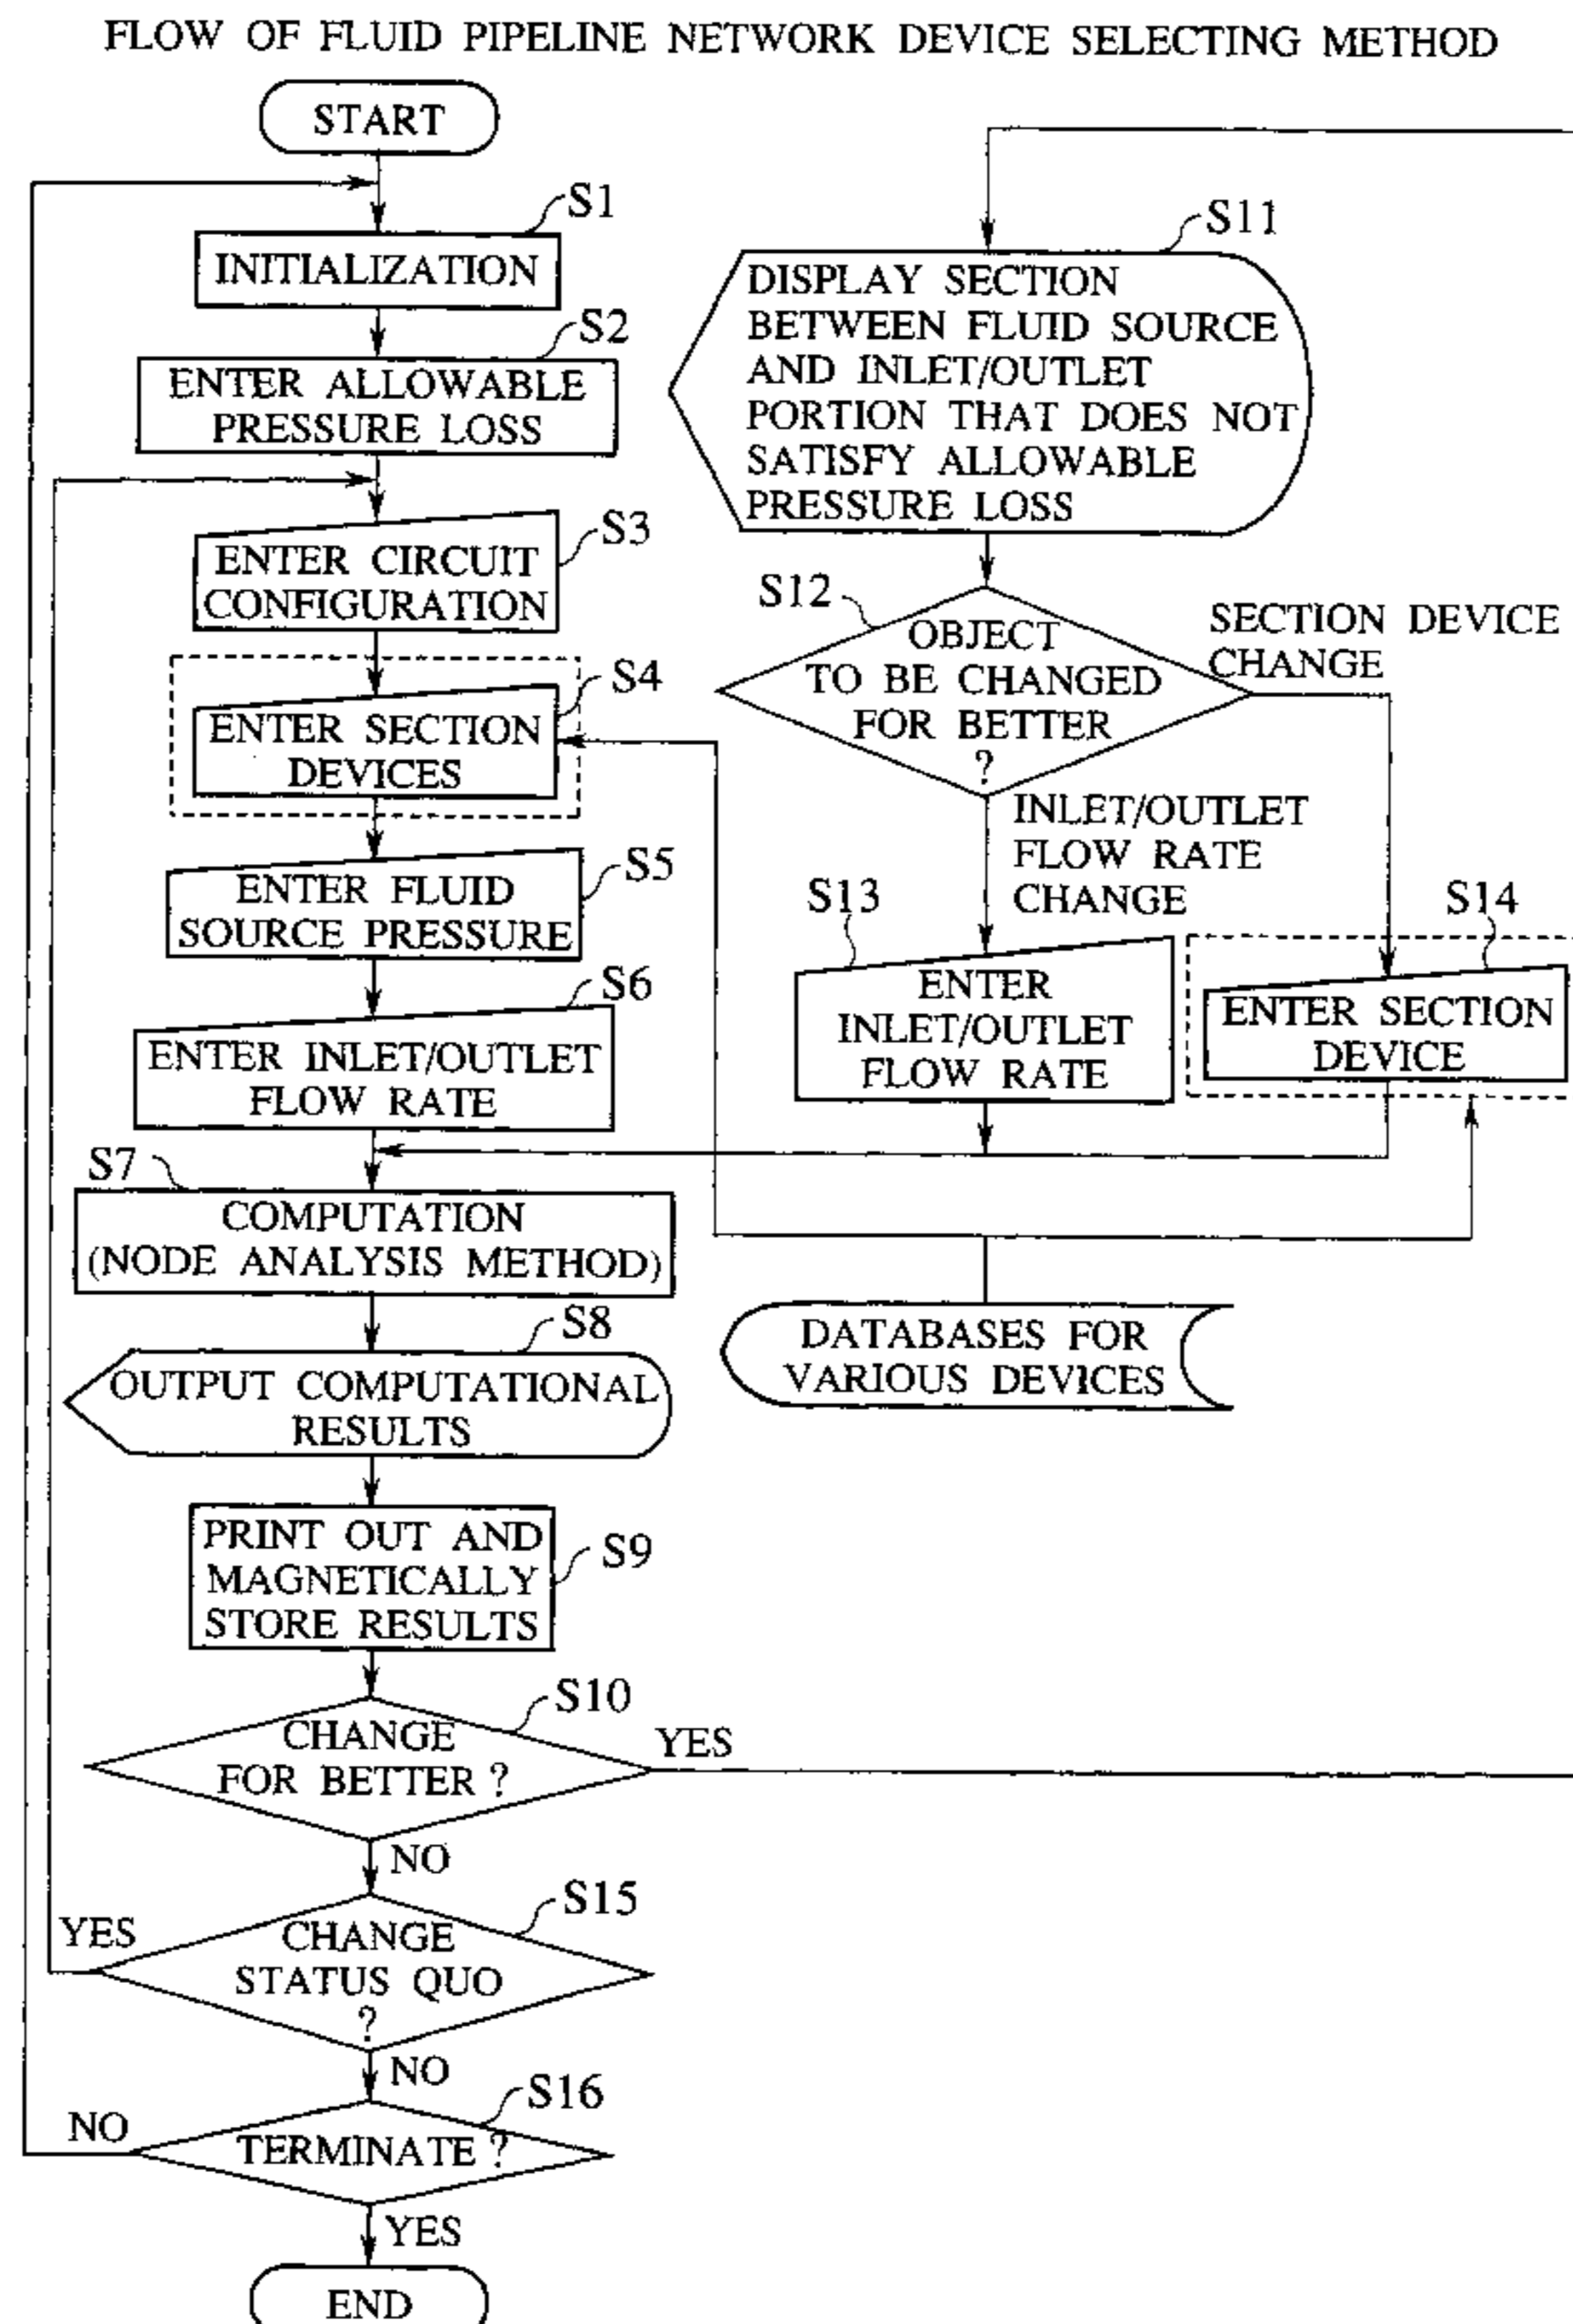 FLOW OF FLUID PIPELINE NETWORK DEVICE SELECTING METHOD
START
S1
INITIALIZATION
S2
ENTER ALLOWABLE
PRESSURE LOSS
S3
ENTER CIRCUIT
CONFIGURATION
S4
ENTER SECTION
DEVICES
S5
ENTER FLUID
SOURCE PRESSURE
S6
ENTER INLET/OUTLET
FLOW RATE
S7
COMPUTATION
(NODE ANALYSIS METHOD)
S8
OUTPUT COMPUTATIONAL
RESULTS
S9
PRINT OUT AND
MAGNETICALLY
STORE RESULTS
S10
CHANGE
FOR BETTER ?
YES
NO
S15
CHANGE
STATUS QUO
?
YES
NO
S16
TERMINATE ?
NO
YES
END
S11
DISPLAY SECTION
BETWEEN FLUID SOURCE
AND INLET/OUTLET
PORTION THAT DOES NOT
SATISFY ALLOWABLE
PRESSURE LOSS
S12
OBJECT
TO BE CHANGED
FOR BETTER
?
SECTION DEVICE
CHANGE
INLET/OUTLET
FLOW RATE
CHANGE
S13
ENTER
INLET/OUTLET
FLOW RATE
S14
ENTER SECTION
DEVICE
DATABASES FOR
VARIOUS DEVICES